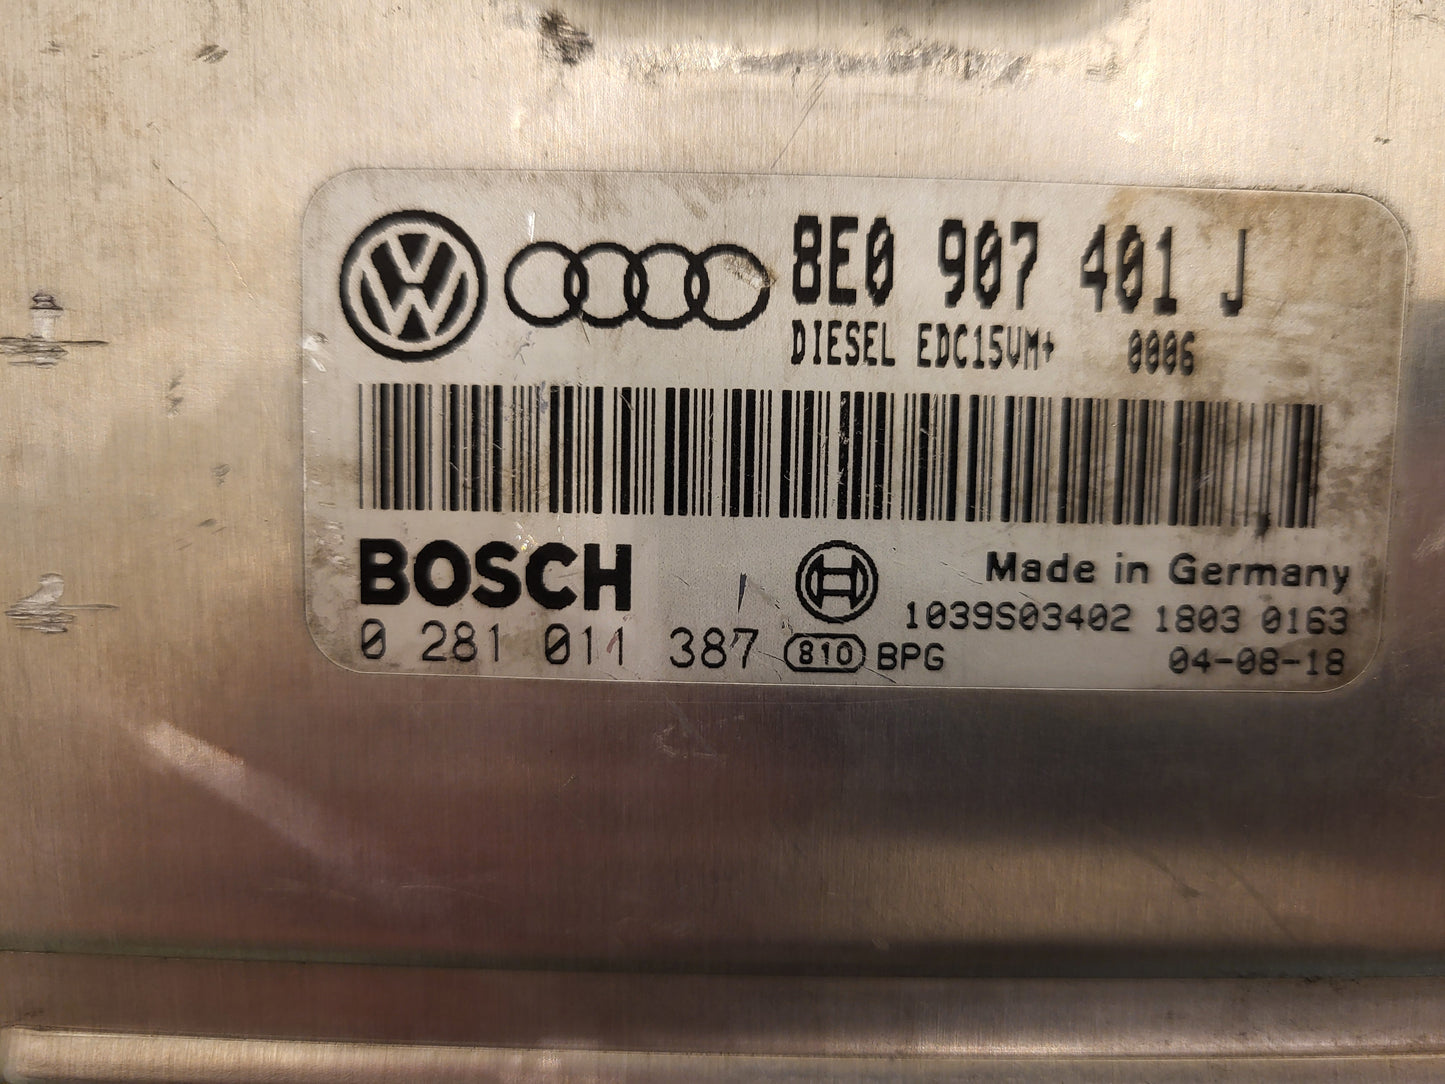 8E0 907 401 J
DIESEL EDC15VM+ 0006
BOSCH
Made in Germany
1039S03402 1803 0163
0 281 011 387 810 BPG 04-08-18